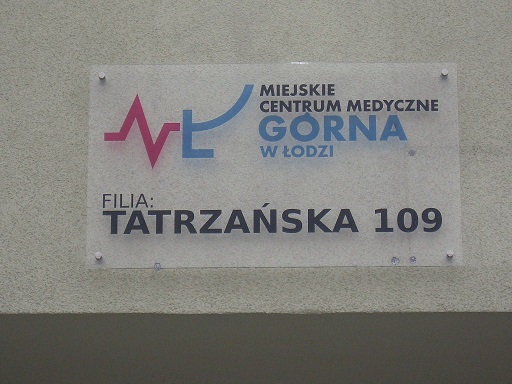 MIEJSKIE
CENTRUM MEDYCZNE
GÓRNA
W ŁODZI
FILIA:
TATRZAŃSKA 109